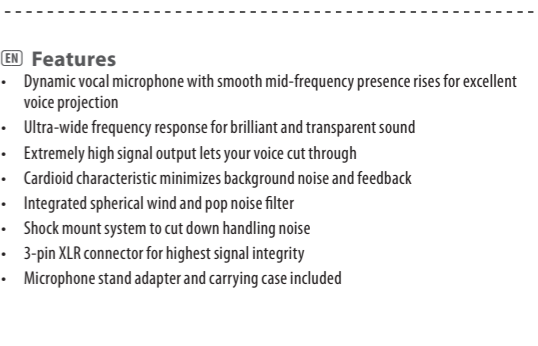 EN Features
• Dynamic vocal microphone with smooth mid-frequency presence rises for excellent
voice projection
• Ultra-wide frequency response for brilliant and transparent sound
• Extremely high signal output lets your voice cut through
• Cardioid characteristic minimizes background noise and feedback
• Integrated spherical wind and pop noise filter
• Shock mount system to cut down handling noise
• 3-pin XLR connector for highest signal integrity
• Microphone stand adapter and carrying case included